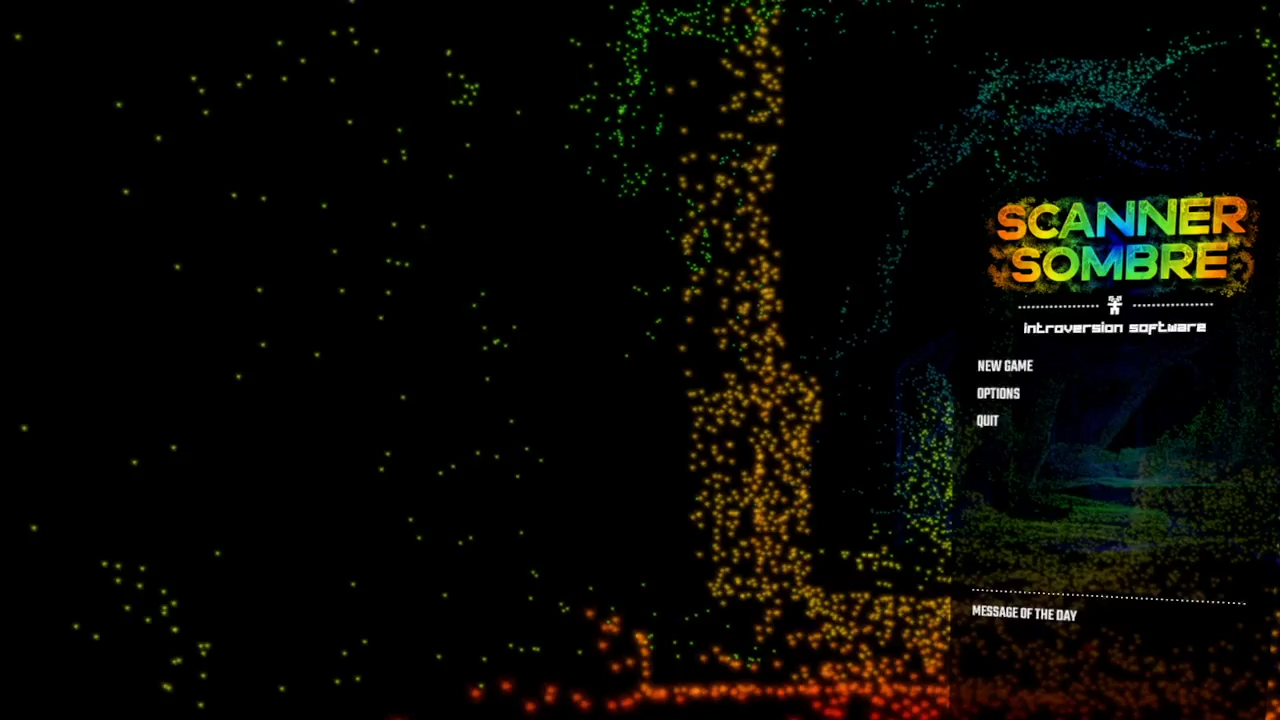 SCANNER
SOMBRE
introversion software
NEW GAME
OPTIONS
QUIT
MESSAGE OF THE DAY